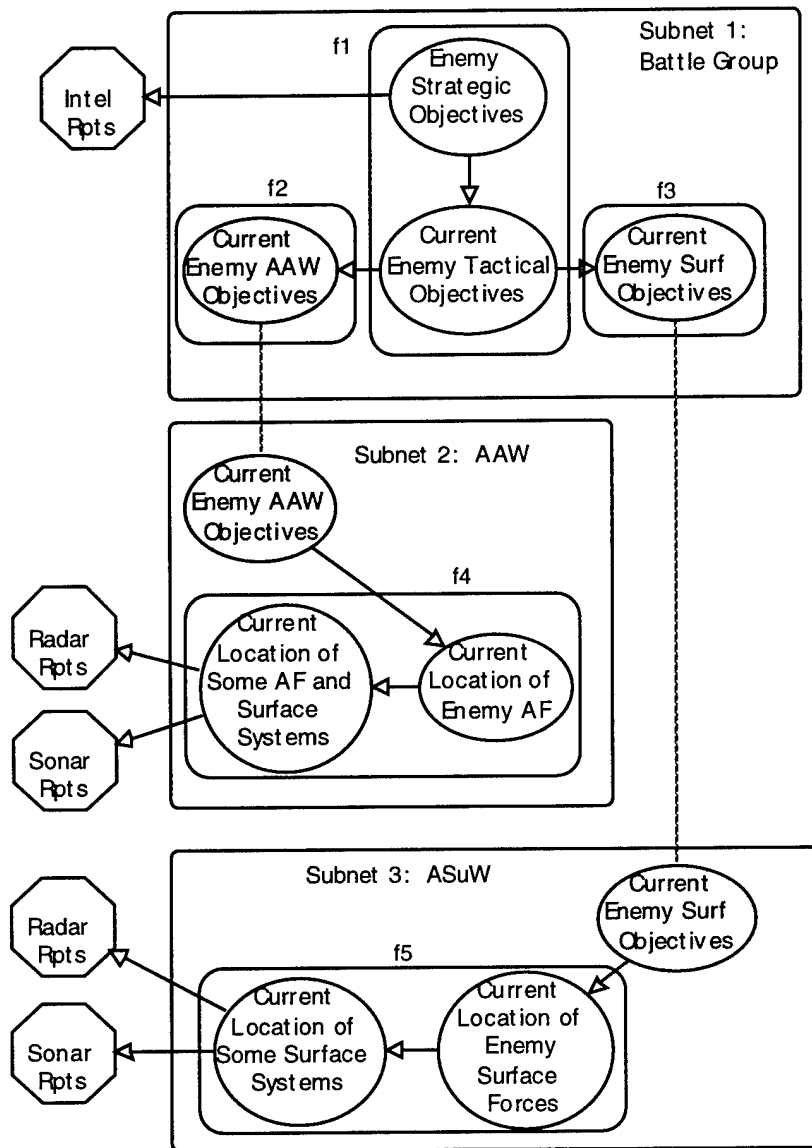 Subnet 1:
Battle Group
f1
Enemy
Strategic
Objectives
Intel
Rpts
f2
f3
Current
Enemy AAW
Objectives
Current
Enemy Tactical
Objectives
Current
Enemy Surf
Objectives
Subnet 2: AAW
Current
Enemy AAW
Objectives
f4
Radar
Rpts
Current
Location of
Some AF and
Surface
Systems
Current
Location of
Enemy AF
Sonar
Rpts
Subnet 3: ASuW
Current
Enemy Surf
Objectives
Radar
Rpts
f5
Current
Location of
Some Surface
Systems
Current
Location of
Enemy
Surface
Forces
Sonar
Rpts